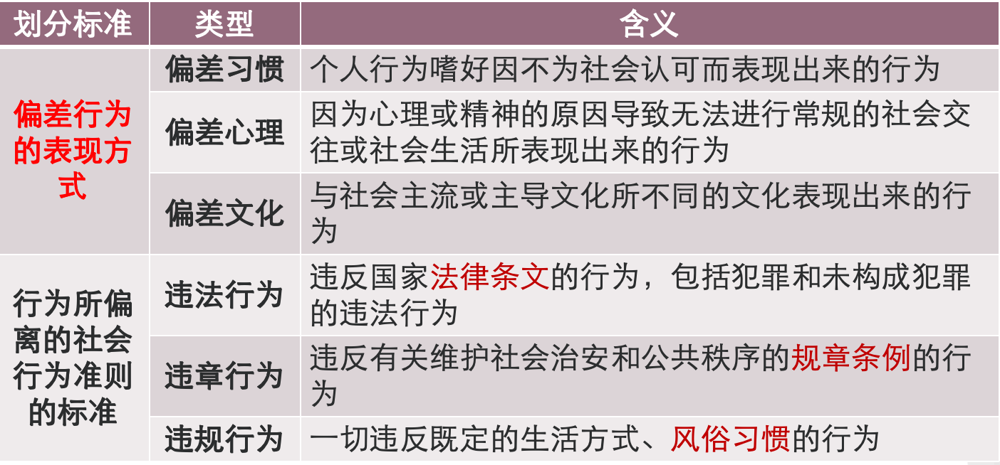 划分标准 类型 含义
偏差行为
的表现方
式
偏差习惯
个人行为嗜好因不为社会认可而表现出来的行为
偏差心理
因为心理或精神的原因导致无法进行常规的社会交
往或社会生活所表现出来的行为
偏差文化
与社会主流或主导文化所不同的文化表现出来的行
为
行为所偏
离的社会
行为准则
的标准
违法行为
违反国家法律条文的行为，包括犯罪和未构成犯罪
的违法行为
违章行为
违反有关维护社会治安和公共秩序的规章条例的行
为
违规行为
一切违反既定的生活方式、风俗习惯的行为